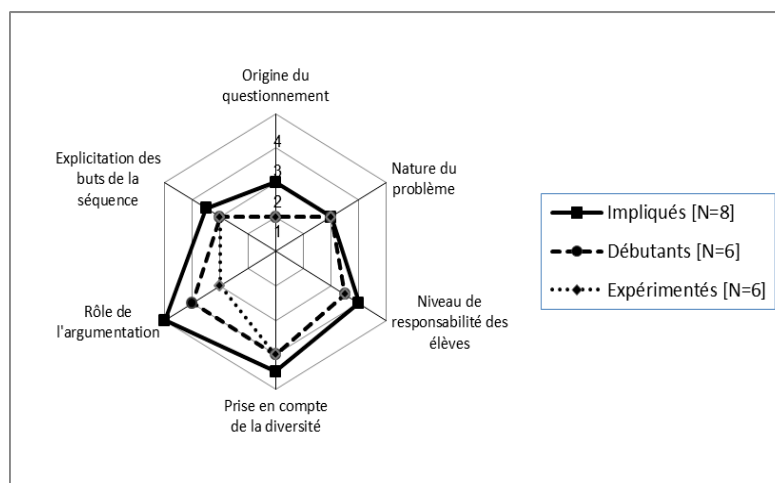 Origine du
questionnement
Explicitation des
buts de la
séquence
Nature du
problème
4
3
2
1
Rôle de
l'argumentation
Niveau de
responsabilité des
élèves
Prise en compte
de la diversité
Impliqués [N=8]
Débutants [N=6]
Expérimentés [N=6]